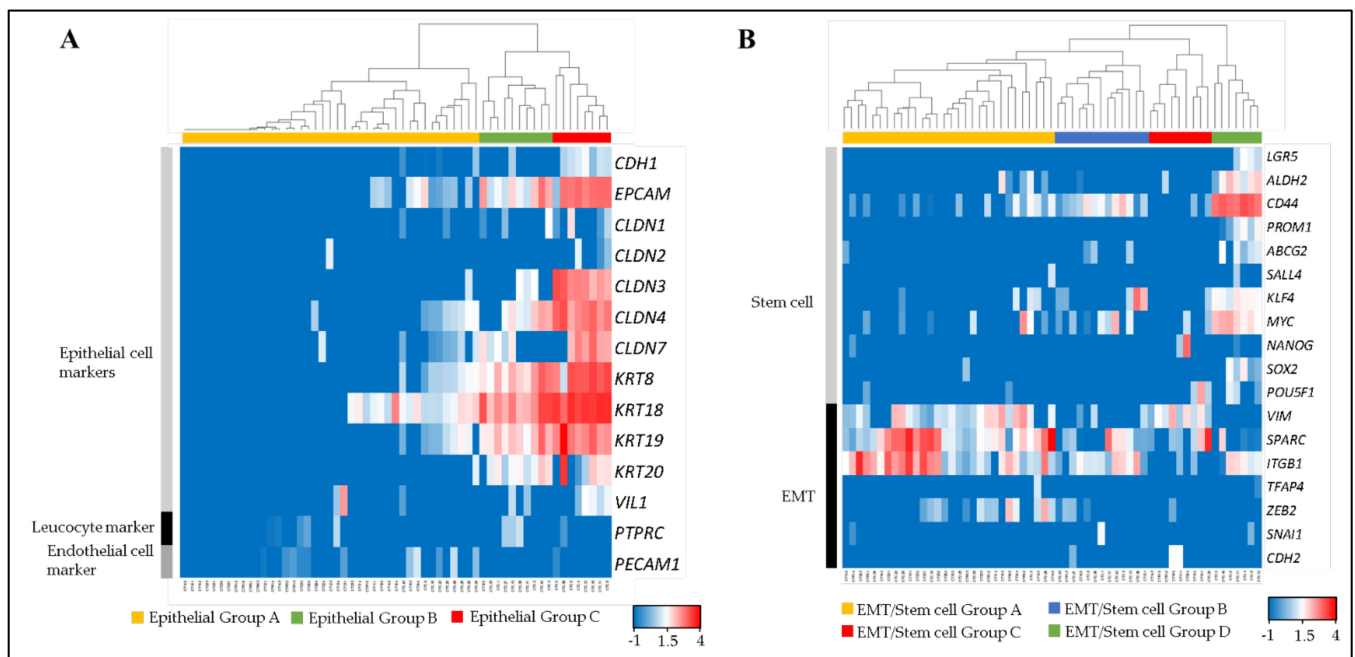 A
CDH1
EPCAM
CLDN1
CLDN2
CLDN3
CLDN4
CLDN7
KRT8
KRT18
KRT19
KRT20
VIL1
PTPRC
PECAM1
Epithelial cell
markers
Leucocyte marker
Endothelial cell
marker
Epithelial Group A
Epithelial Group B
Epithelial Group C
-1 1.5 4
B
LGR5
ALDH2
CD44
PROM1
ABCG2
SALL4
KLF4
MYC
NANOG
SOX2
POU5F1
VIM
SPARC
ITGB1
TFAP4
ZEB2
SNAI1
CDH2
Stem cell
EMT
EMT/Stem cell Group A
EMT/Stem cell Group B
EMT/Stem cell Group C
EMT/Stem cell Group D
-1 1.5 4